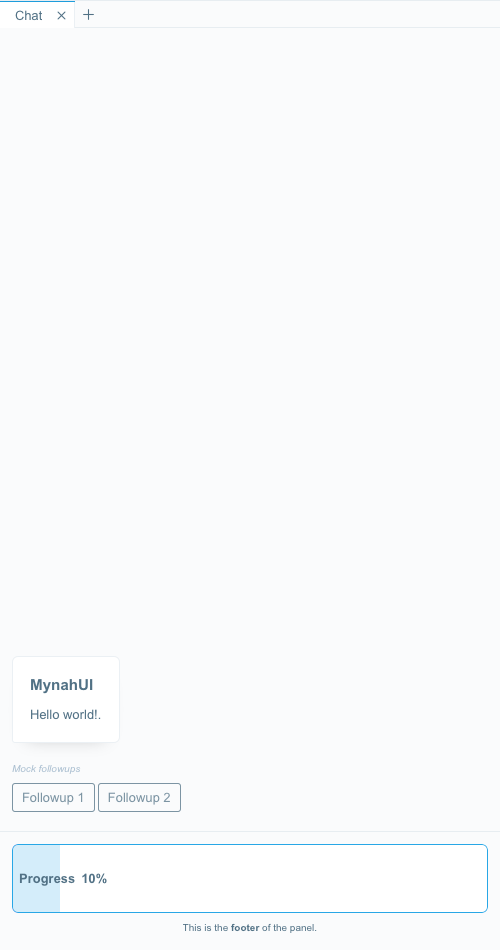 Chat
MynahUI
Hello world!.
Mock followups
Followup 1 Followup 2
Progress 10%
This is the footer of the panel.